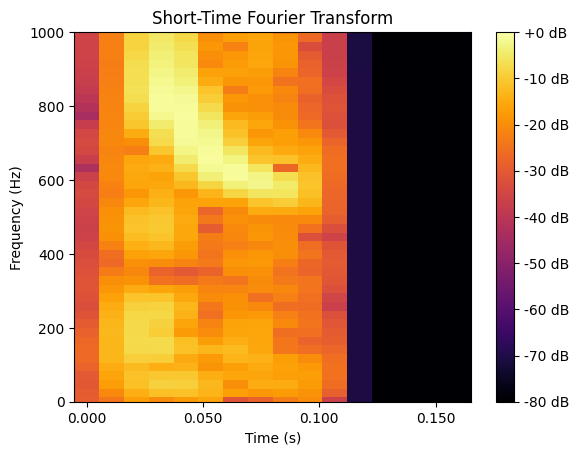 Short-Time Fourier Transform
1000
800
600
400
200
0
Frequency (Hz)
0.000
0.050
0.100
0.150
Time (s)
+0 dB
-10 dB
-20 dB
-30 dB
-40 dB
-50 dB
-60 dB
-70 dB
-80 dB